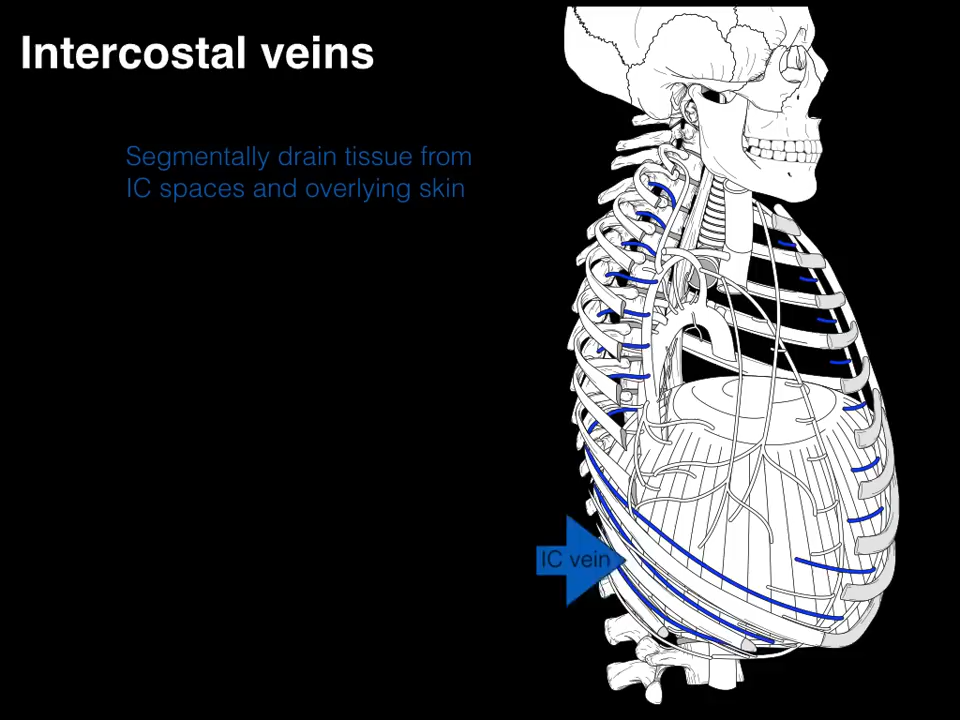 Intercostal veins
Segmentally drain tissue from
IC spaces and overlying skin
IC vein